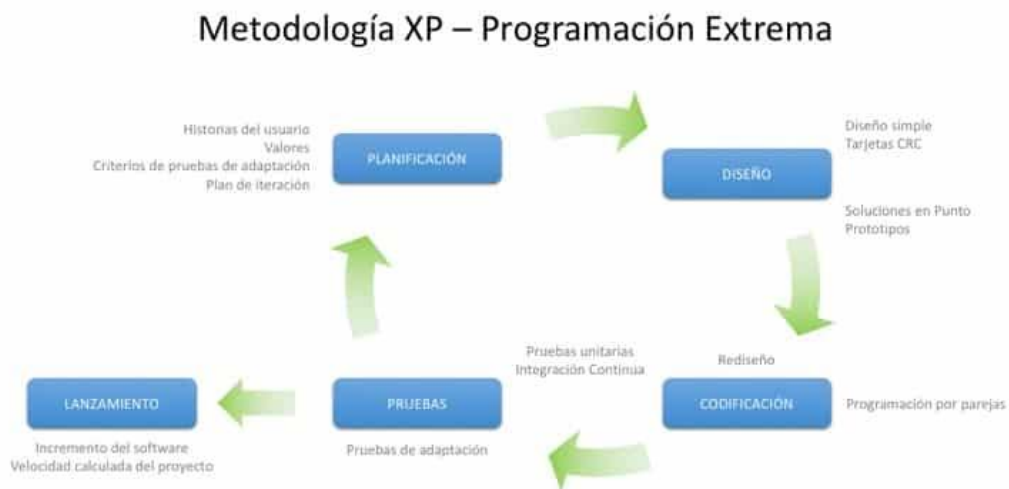 Metodología XP – Programación Extrema
Historias del usuario
Valores
Criterios de pruebas de adaptación
Plan de iteración
PLANIFICACIÓN
Diseño simple
Tarjetas CRC
DISEÑO
Soluciones en Punto
Prototipos
Rediseño
CODIFICACIÓN
Programación por parejas
Pruebas unitarias
Integración Continua
PRUEBAS
Pruebas de adaptación
LANZAMIENTO
Incremento del software
Velocidad calculada del proyecto